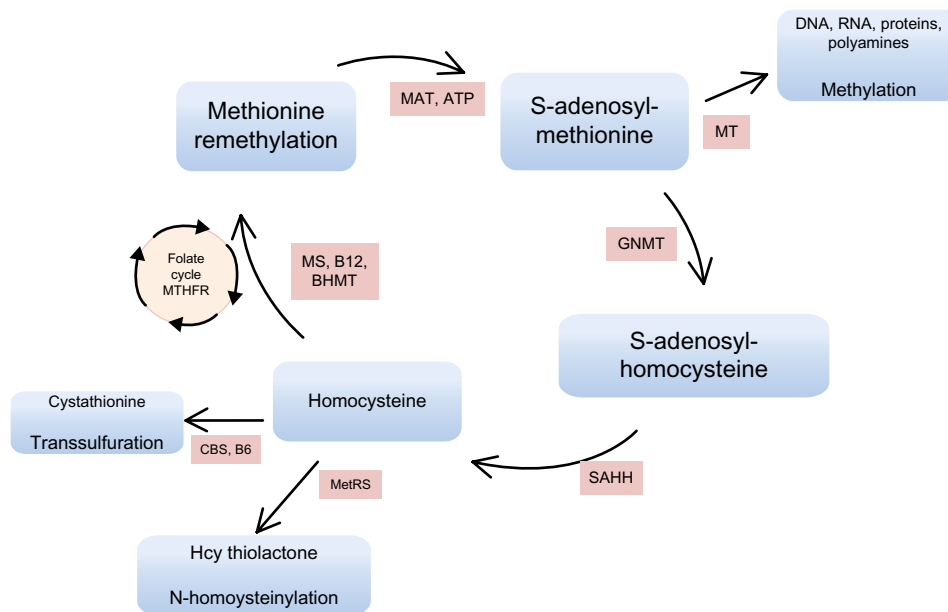 DNA, RNA, proteins,
polyamines
Methylation
MAT, ATP
Methionine
remethylation
S-adenosyl-
methionine
MT
GNMT
Folate
cycle
MTHFR
MS, B12,
BHMT
S-adenosyl-
homocysteine
Cystathionine
Transsulfuration
Homocysteine
CBS, B6
MetRS
SAHH
Hcy thiolactone
N-homoysteinylation